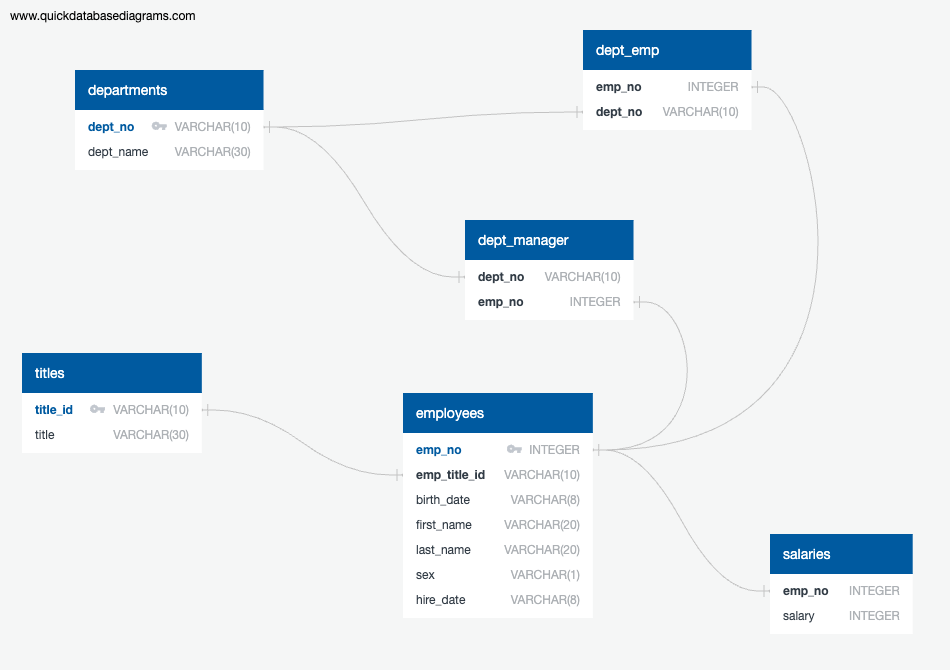 www.quickdatabasediagrams.com
dept_emp
emp_no INTEGER
dept_no VARCHAR(10)
departments
dept_no VARCHAR(10)
dept_name VARCHAR(30)
dept_manager
dept_no VARCHAR(10)
emp_no INTEGER
titles
title_id VARCHAR(10)
title VARCHAR(30)
employees
emp_no INTEGER
emp_title_id VARCHAR(10)
birth_date VARCHAR(8)
first_name VARCHAR(20)
last_name VARCHAR(20)
sex VARCHAR(1)
hire_date VARCHAR(8)
salaries
emp_no INTEGER
salary INTEGER